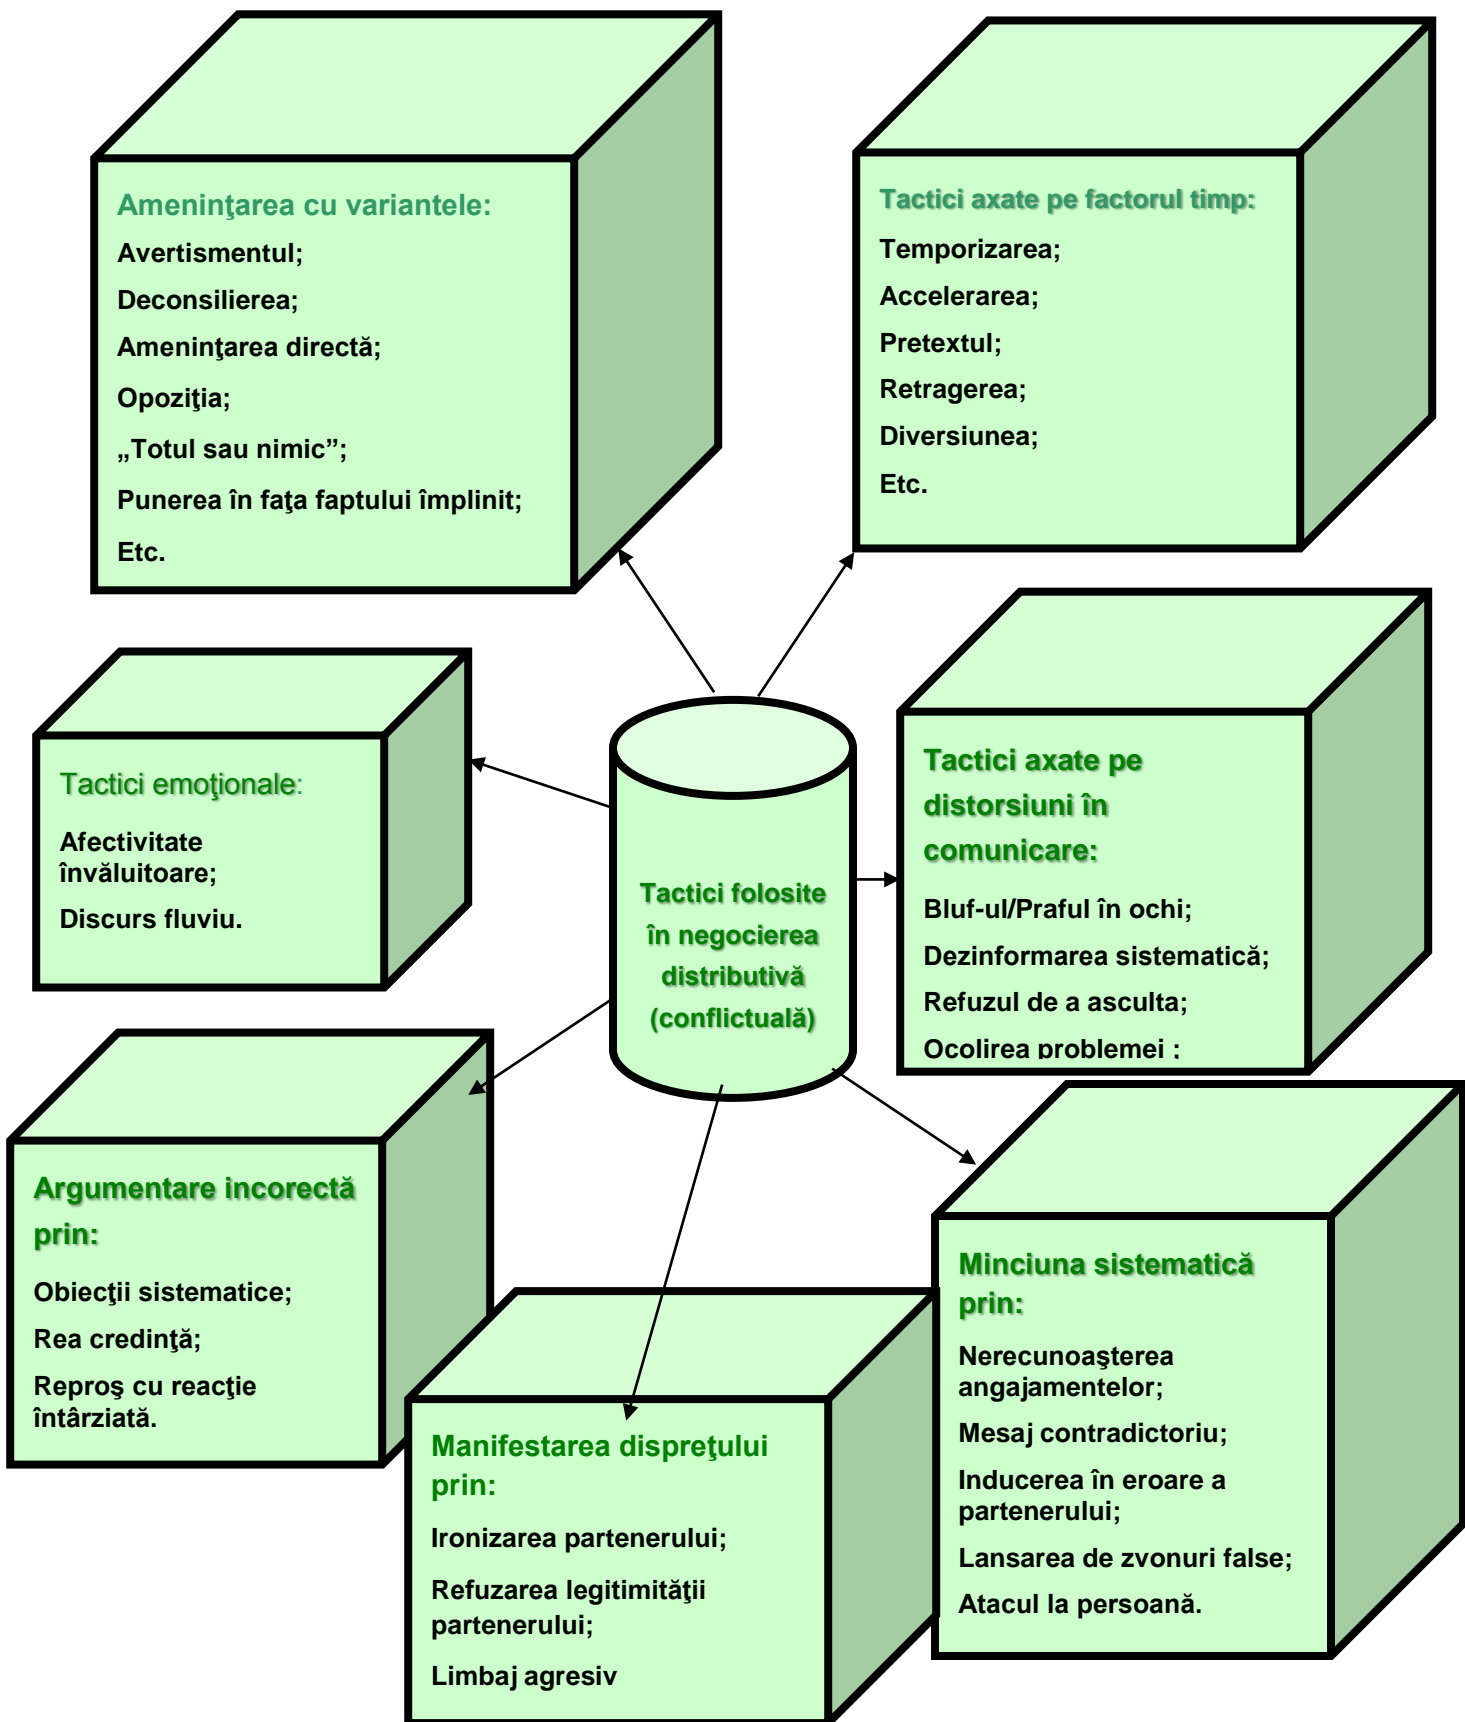 Ameninţarea cu variantele:
Avertismentul;
Deconsilierea;
Ameninţarea directă;
Opoziţia;
„Totul sau nimic”;
Punerea în faţa faptului împlinit;
Etc.
Tactici axate pe factorul timp:
Temporizarea;
Accelerarea;
Pretextul;
Retragerea;
Diversiunea;
Etc.
Tactici emoţionale:
Afectivitate
învăluitoare;
Discurs fluviu.
Tactici folosite
în negocierea
distributivă
(conflictuală)
Tactici axate pe
distorsiuni în
comunicare:
Bluf-ul/Praful în ochi;
Dezinformarea sistematică;
Refuzul de a asculta;
Ocolirea problemei ;
Argumentare incorectă
prin:
Obiecţii sistematice;
Rea credinţă;
Reproş cu reacţie
întârziată.
Manifestarea dispreţului
prin:
Ironizarea partenerului;
Refuzarea legitimităţii
partenerului;
Limbaj agresiv
Minciuna sistematică
prin:
Nerecunoaşterea
angajamentelor;
Mesaj contradictoriu;
Inducerea în eroare a
partenerului;
Lansarea de zvonuri false;
Atacul la persoană.